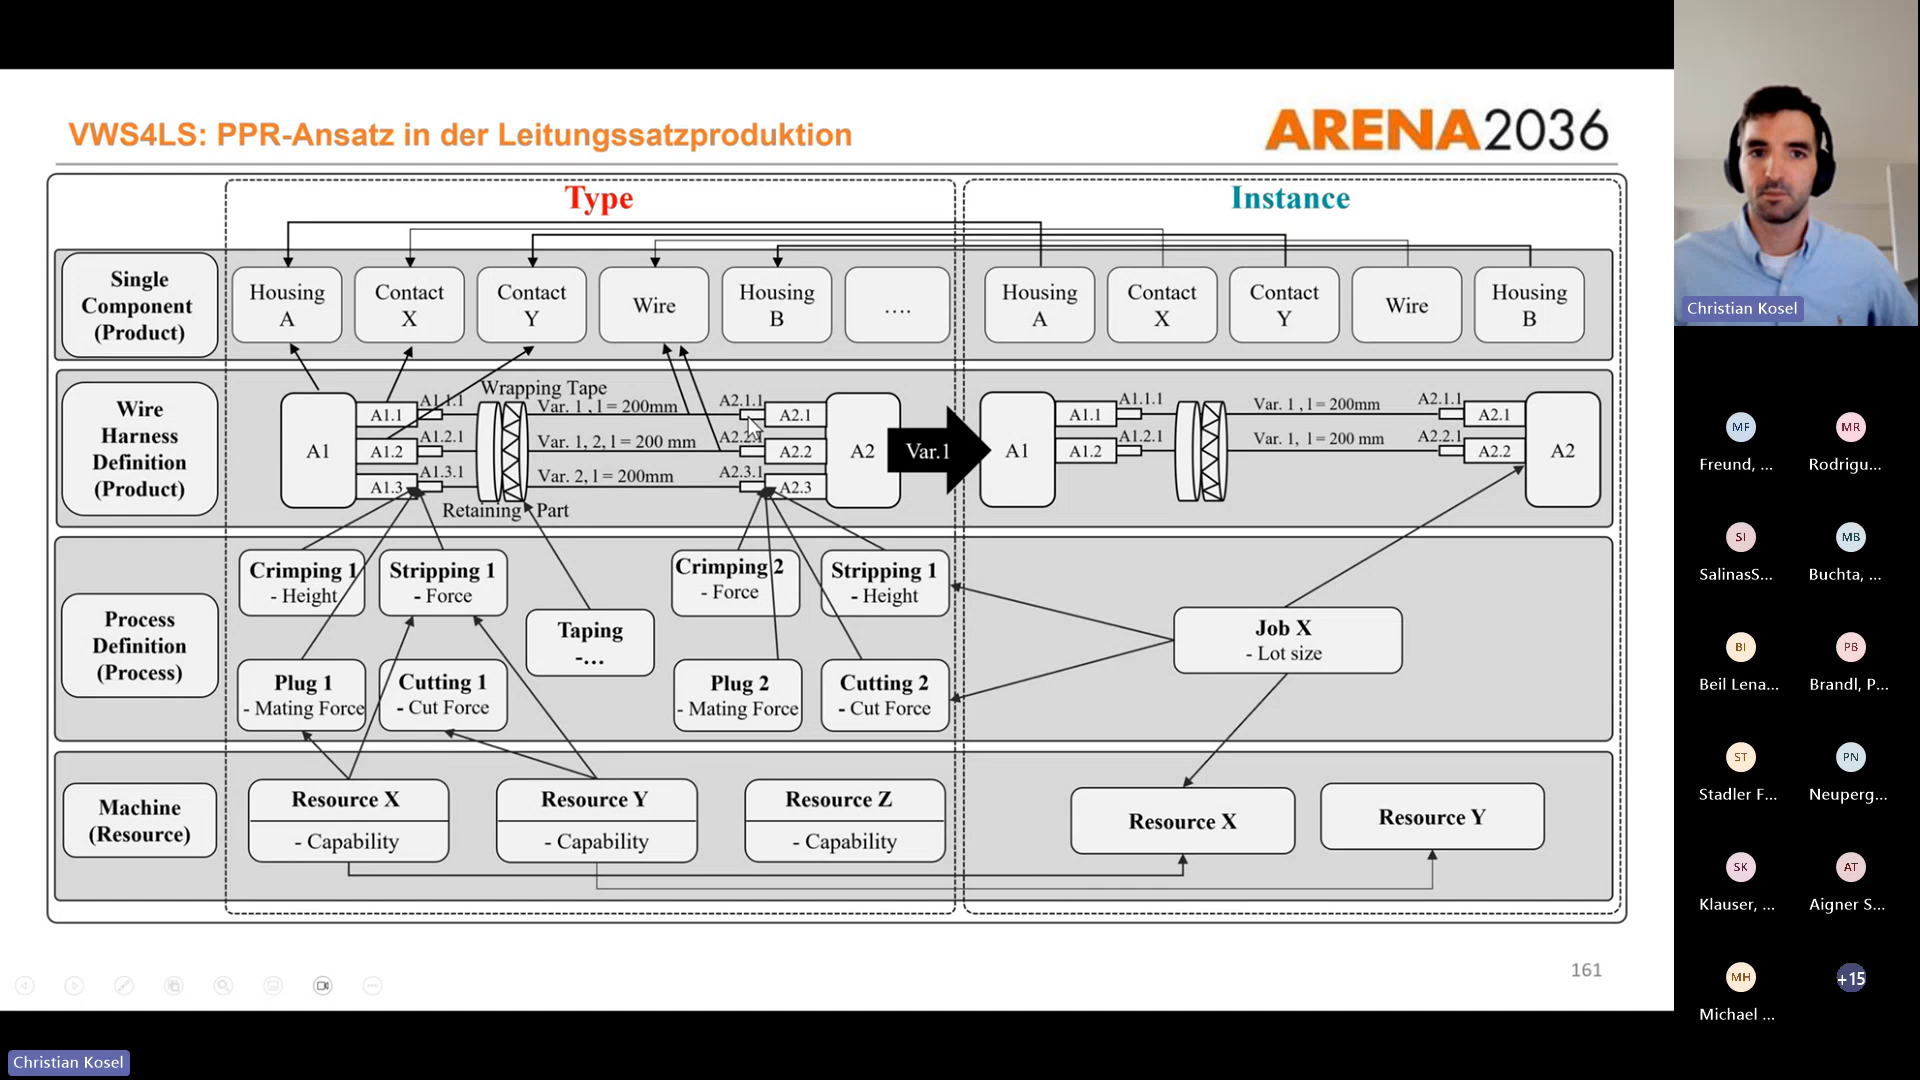 VWS4LS: PPR-Ansatz in der Leitungssatzproduktion
ARENA2036
Type
Instance
Single
Component
(Product)
Housing
A
Contact
X
Contact
Y
Wire
Housing
B
....
Housing
A
Contact
X
Contact
Y
Wire
Housing
B
Wire
Harness
Definition
(Product)
Wrapping Tape
A1
A1.1
A1.1.1
A1.2
A1.2.1
A1.3
A1.3.1
Var. 1 , l = 200mm
Var. 1, 2, l = 200 mm
Var. 2, l = 200mm
A2.1.1
A2.1
A2.2.1
A2.2
A2.3.1
A2.3
A2
Retaining Part
Var.1
A1
A1.1
A1.1.1
A1.2
A1.2.1
Var. 1 , l = 200mm
Var. 1, l = 200 mm
A2.1.1
A2.1
A2.2.1
A2.2
A2
Process
Definition
(Process)
Crimping 1
- Height
Stripping 1
- Force
Taping
-...
Crimping 2
- Force
Stripping 1
- Height
Plug 1
- Mating Force
Cutting 1
- Cut Force
Plug 2
- Mating Force
Cutting 2
- Cut Force
Job X
- Lot size
Machine
(Resource)
Resource X
- Capability
Resource Y
- Capability
Resource Z
- Capability
Resource X
Resource Y
161
Christian Kosel
Christian Kosel
MF
Freund, ...
MR
Rodrigu...
SI
SalinasS...
MB
Buchta, ...
BI
Beil Lena...
PB
Brandl, P...
ST
Stadler F...
PN
Neuperg...
SK
Klauser, ...
AT
Aigner S...
MH
Michael ...
+15